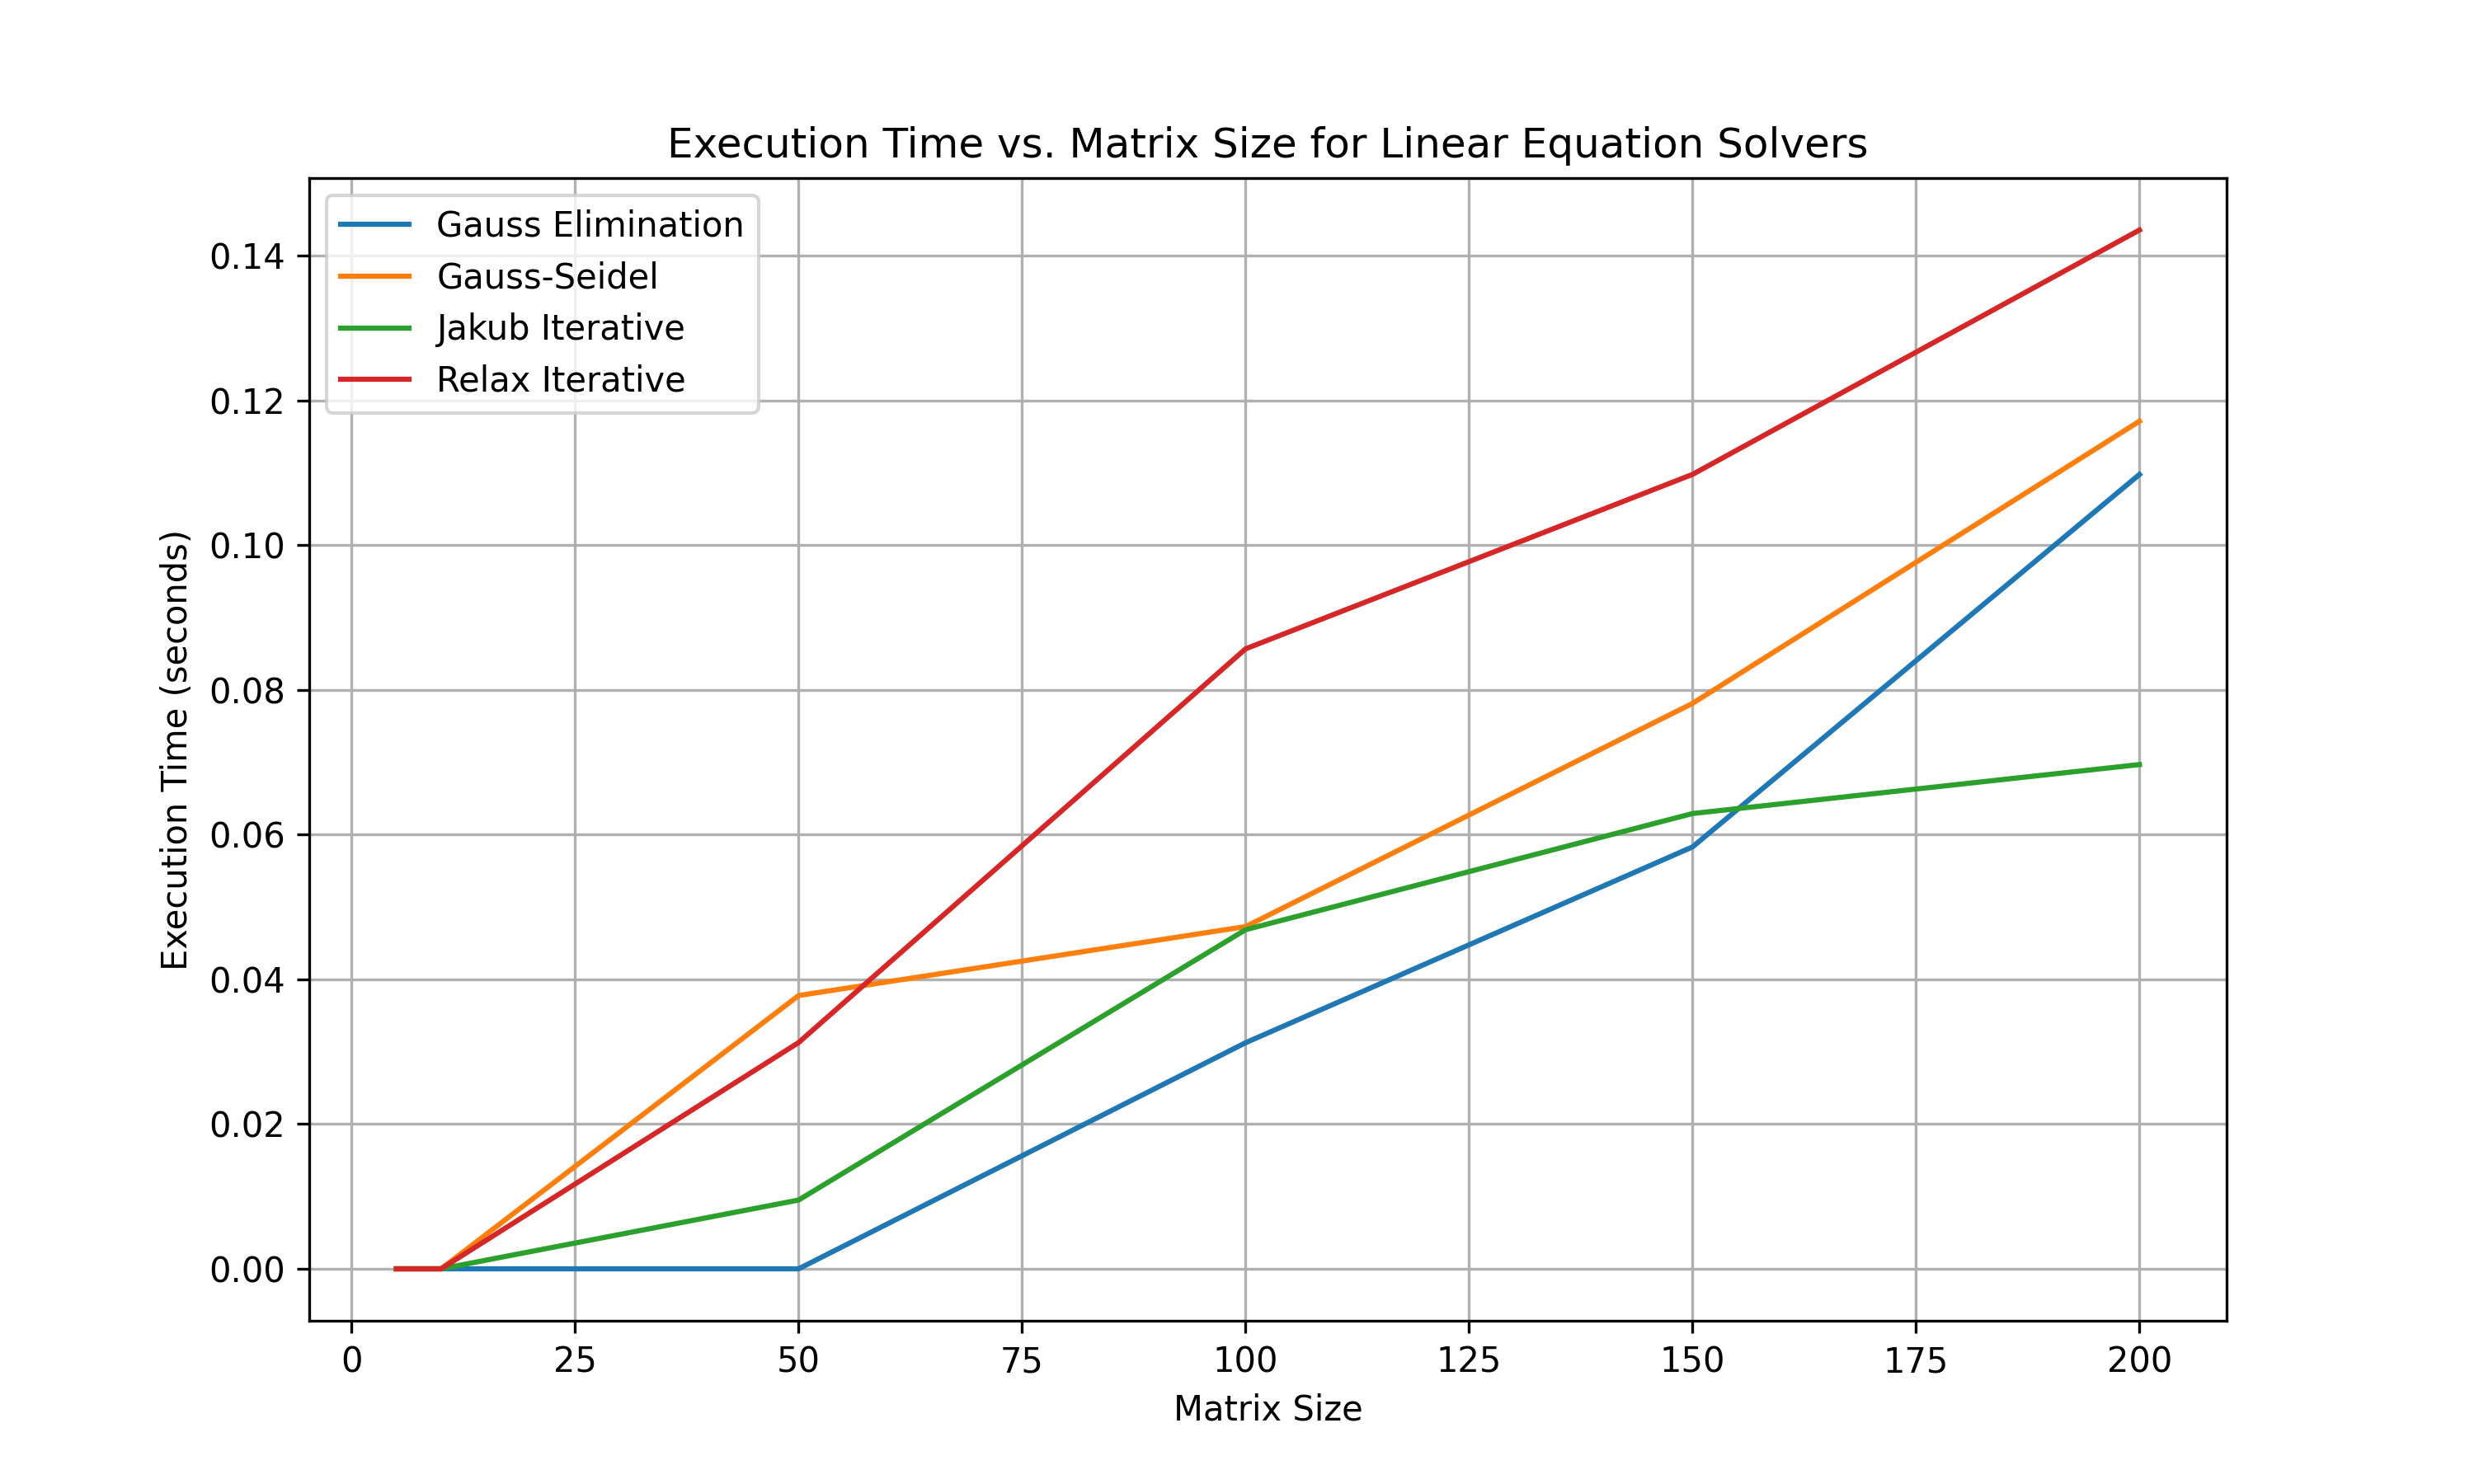 Execution Time vs. Matrix Size for Linear Equation Solvers
Gauss Elimination
Gauss-Seidel
Jakub Iterative
Relax Iterative
Execution Time (seconds)
0.14
0.12
0.10
0.08
0.06
0.04
0.02
0.00
0 25 50 75 100 125 150 175 200
Matrix Size